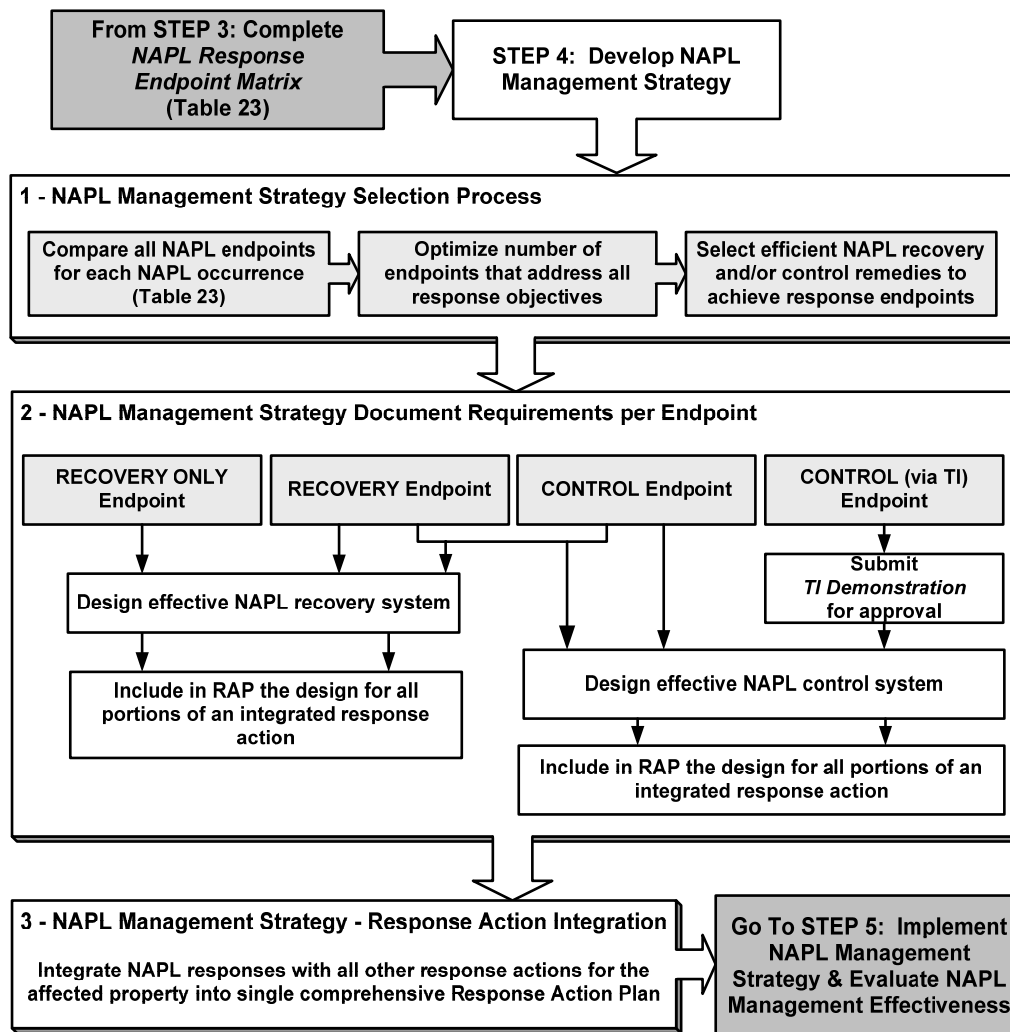 From STEP 3: Complete
NAPL Response
Endpoint Matrix
(Table 23)
STEP 4: Develop NAPL
Management Strategy
1 - NAPL Management Strategy Selection Process
Compare all NAPL endpoints
for each NAPL occurrence
(Table 23)
Optimize number of
endpoints that address all
response objectives
Select efficient NAPL recovery
and/or control remedies to
achieve response endpoints
2 - NAPL Management Strategy Document Requirements per Endpoint
RECOVERY ONLY
Endpoint
RECOVERY Endpoint
CONTROL Endpoint
CONTROL (via TI)
Endpoint
Submit
TI Demonstration
for approval
Design effective NAPL recovery system
Design effective NAPL control system
Include in RAP the design for all
portions of an integrated response
action
Include in RAP the design for all portions of an
integrated response action
3 - NAPL Management Strategy - Response Action Integration
Integrate NAPL responses with all other response actions for the
affected property into single comprehensive Response Action Plan
Go To STEP 5: Implement
NAPL Management
Strategy & Evaluate NAPL
Management Effectiveness